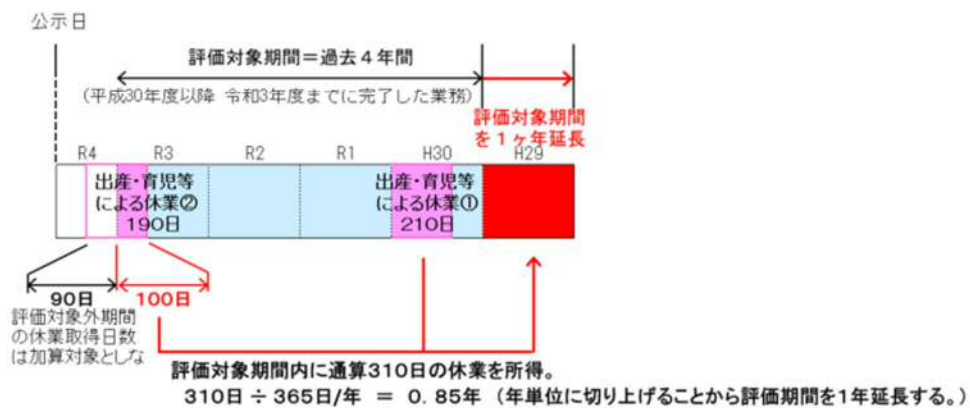 公示日
評価対象期間＝過去４年間
(平成30年度以降 令和3年度までに完了した業務)
評価対象期間
を１ヶ年延長
R4 R3 R2 R1 H30 H29
出産・育児等
による休業②
190日
出産・育児等
による休業①
210日
90日
100日
評価対象外期間
の休業取得日数
は加算対象としな
評価対象期間内に通算310日の休業を所得。
310日 ÷ 365日/年 ＝ 0.85年 (年単位に切り上げることから評価期間を1年延長する。)